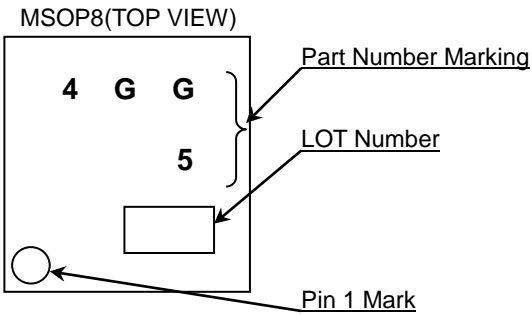 MSOP8(TOP VIEW)
Part Number Marking
4 G G
LOT Number
5
Pin 1 Mark